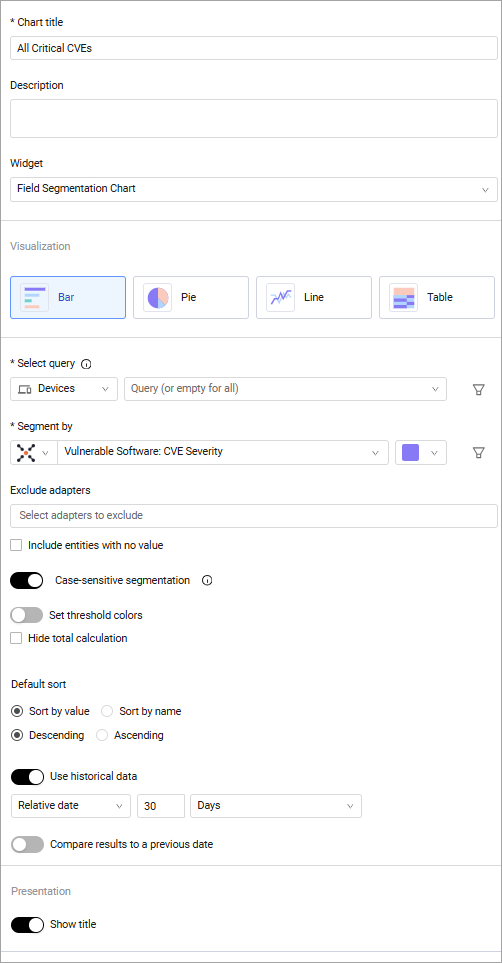 * Chart title
All Critical CVEs
Description
Widget
Field Segmentation Chart
Visualization
Bar Pie Line Table
* Select query
Devices Query (or empty for all)
* Segment by
Vulnerable Software: CVE Severity
Exclude adapters
Select adapters to exclude
Include entities with no value
Case-sensitive segmentation
Set threshold colors
Hide total calculation
Default sort
Sort by value Sort by name
Descending Ascending
Use historical data
Relative date 30 Days
Compare results to a previous date
Presentation
Show title